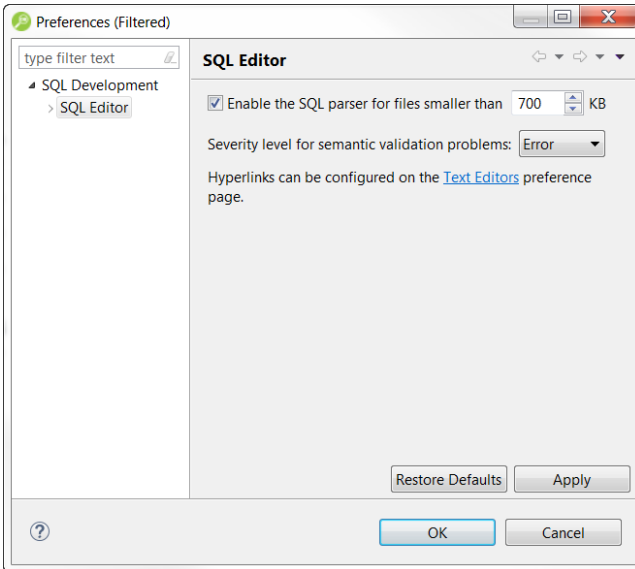 Preferences (Filtered)
type filter text
SQL Development
SQL Editor
SQL Editor
Enable the SQL parser for files smaller than 700 KB
Severity level for semantic validation problems: Error
Hyperlinks can be configured on the Text Editors preference
page.
Restore Defaults
Apply
?
OK
Cancel